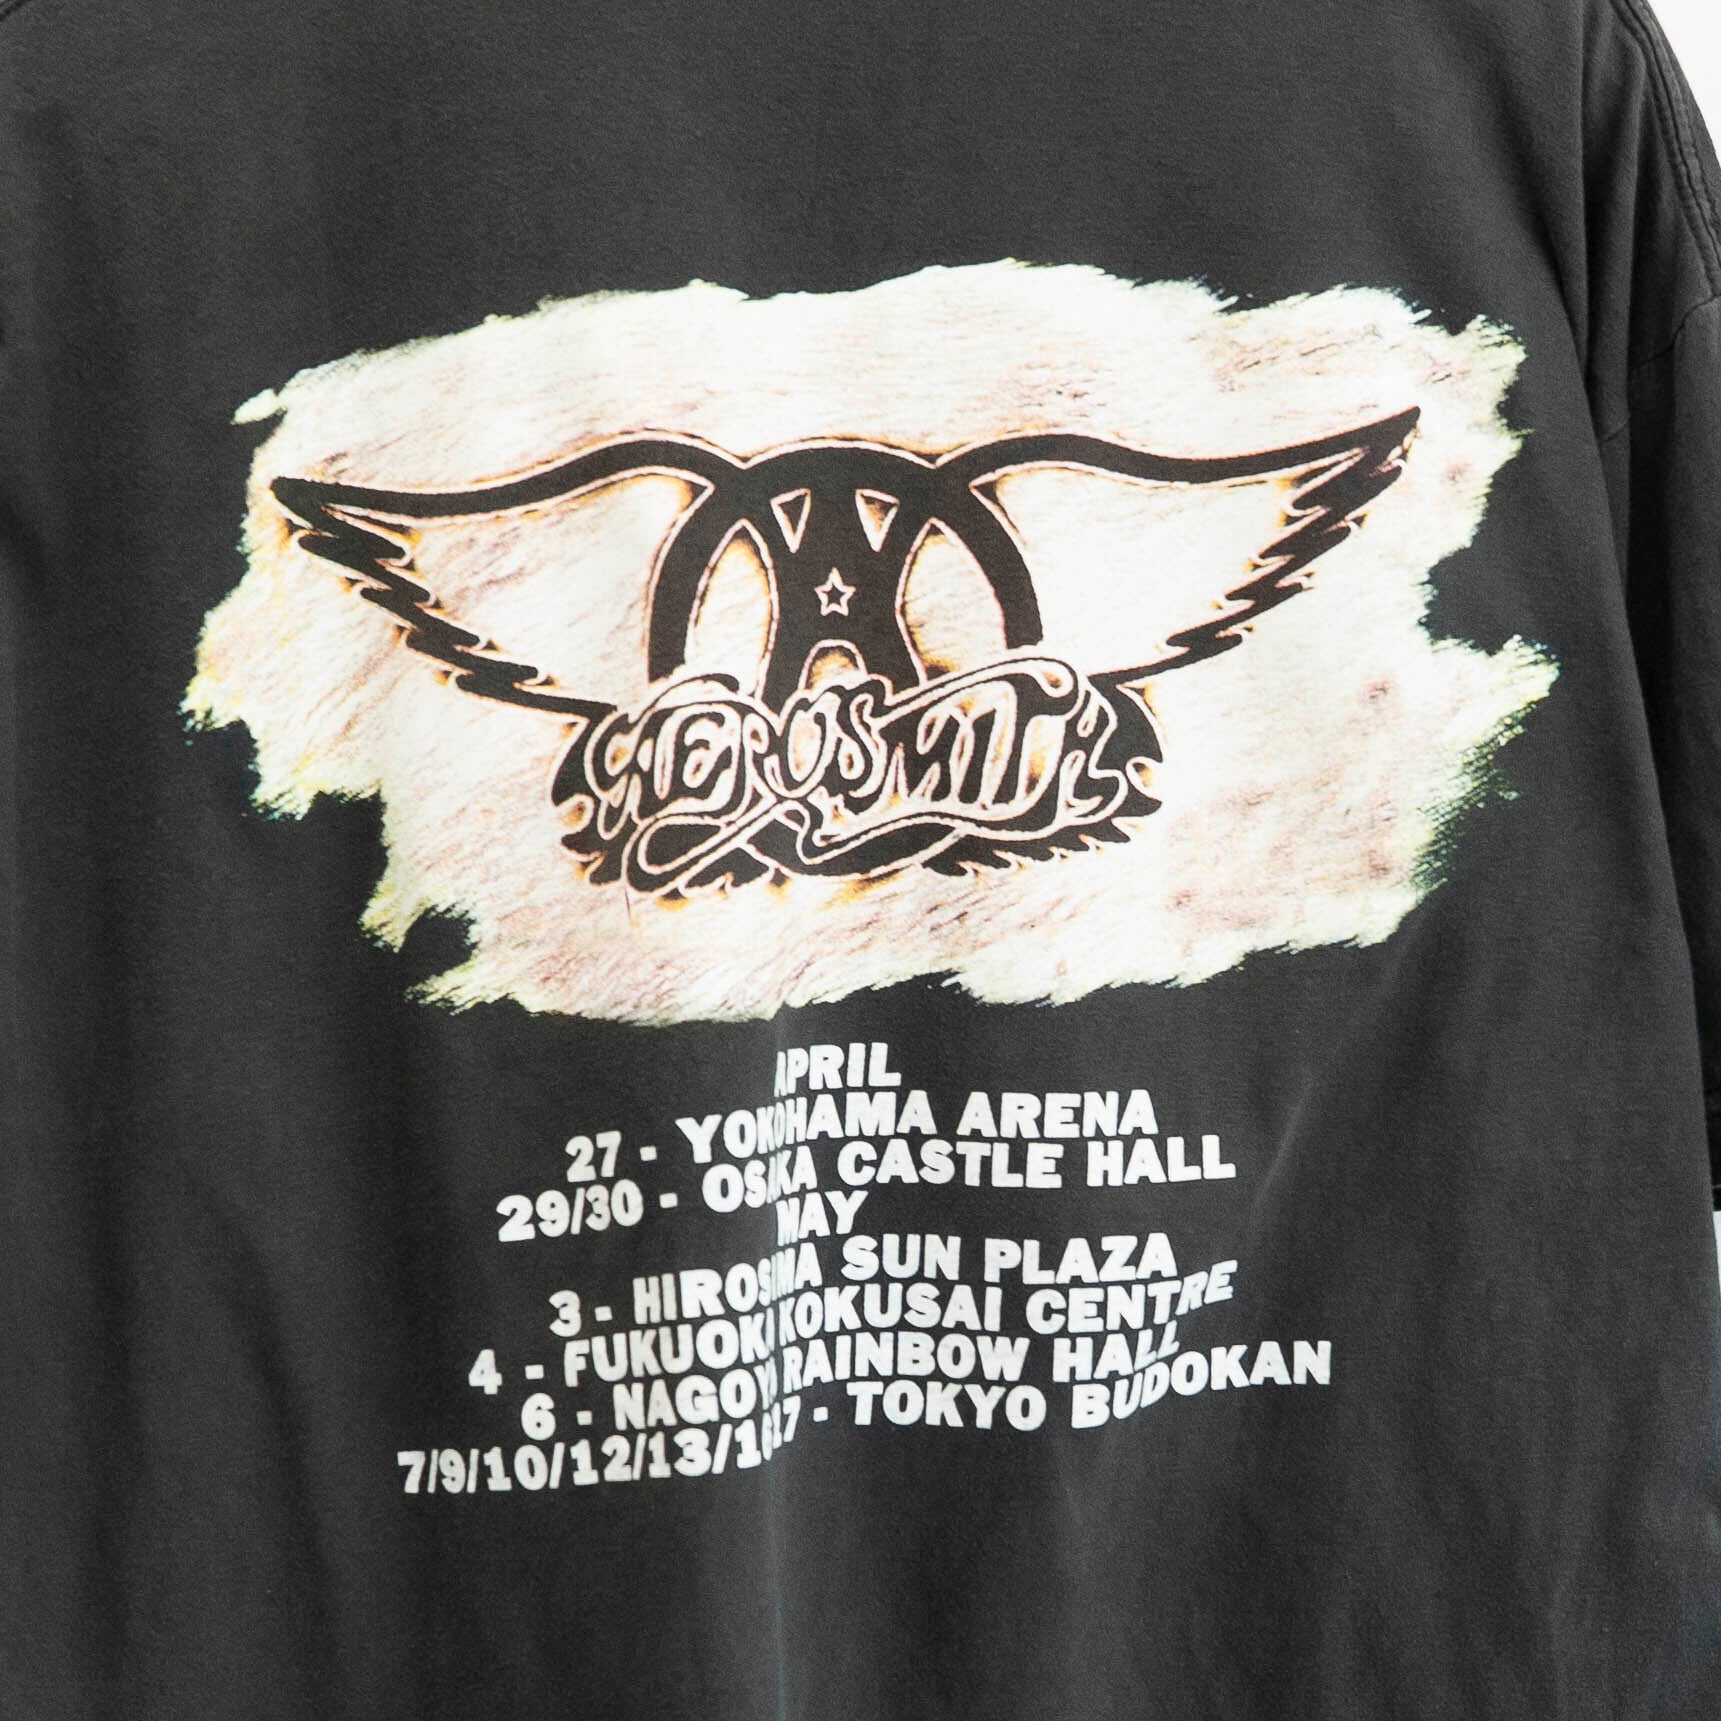 AEROSMITH
APRIL
27 - YOKOHAMA ARENA
29/30 - OSAKA CASTLE HALL
MAY
3 - HIROSHIMA SUN PLAZA
4 - FUKUOKA KOKUSAI CENTRE
6 - NAGOYA RAINBOW HALL
7/9/10/12/13/16/17 - TOKYO BUDOKAN